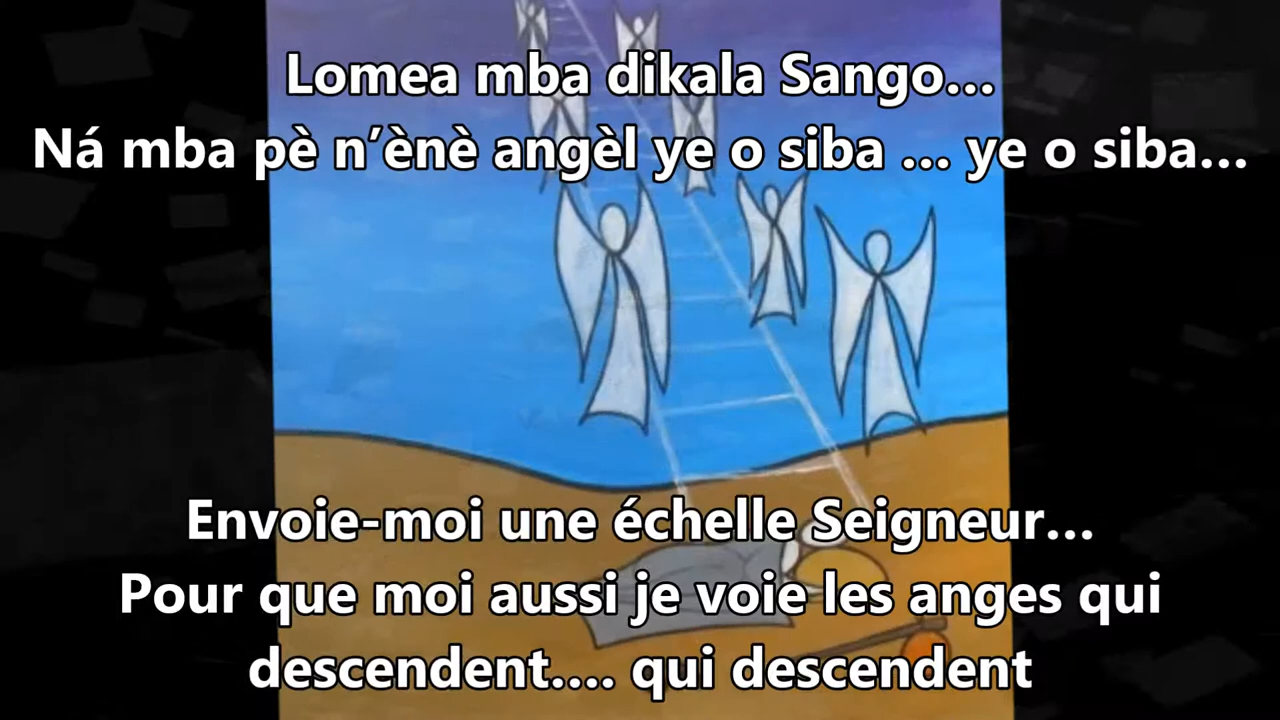 Lomea mba dikala Sango...
Ná mba pè n’ènè angèl ye o siba ... ye o siba...
Envoie-moi une échelle Seigneur...
Pour que moi aussi je voie les anges qui
descendent.... qui descendent